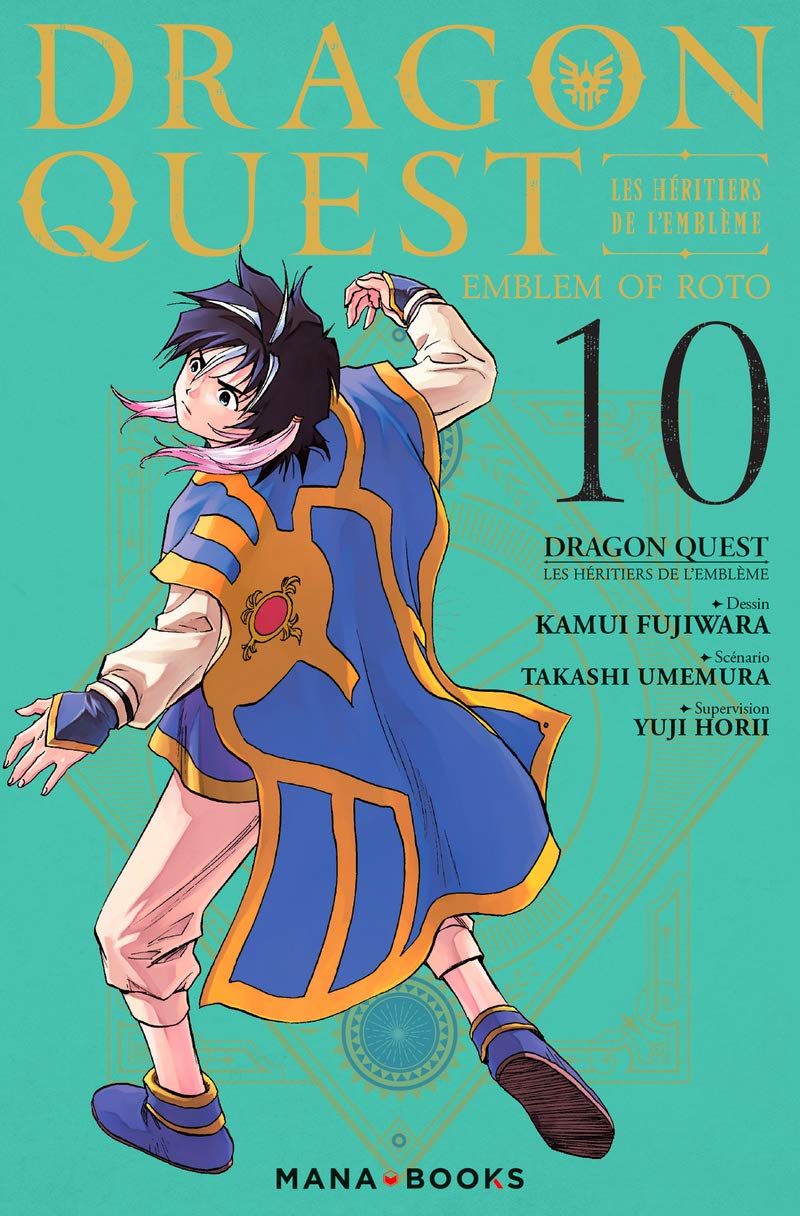 DRAGON
QUEST
LES HÉRITIERS
DE L'EMBLÈME
EMBLEM OF ROTO
10
DRAGON QUEST
LES HÉRITIERS DE L'EMBLÈME
Dessin
KAMUI FUJIWARA
Scénario
TAKASHI UMEMURA
Supervision
YUJI HORII
MANA BOOKS